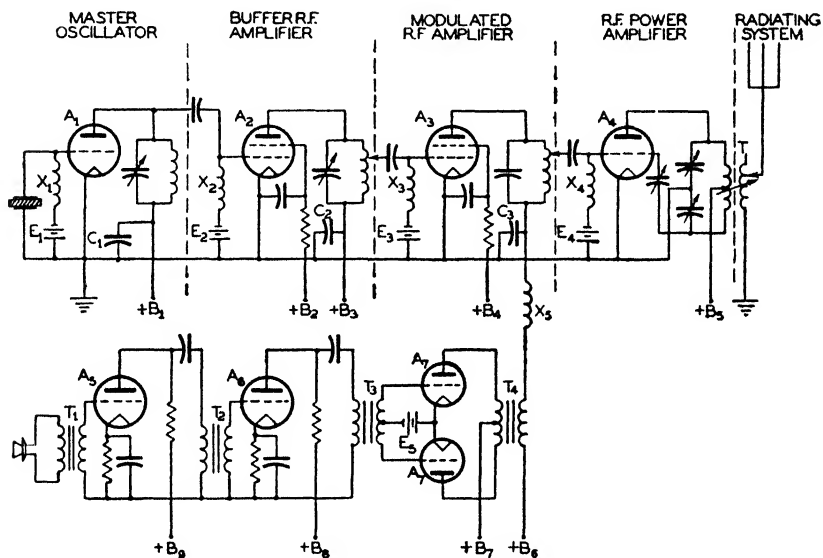 MASTER OSCILLATOR
BUFFER R.F. AMPLIFIER
MODULATED R.F. AMPLIFIER
R.F. POWER AMPLIFIER
RADIATING SYSTEM
A1
A2
A3
A4
T
X1
X2
X3
X4
E1
C1
E2
C2
E3
C3
E4
+B1
+B2
+B3
+B4
X5
+B5
A5
A6
A7
T1
T2
T3
E5
T4
A7
+B9
+B8
+B7
+B6